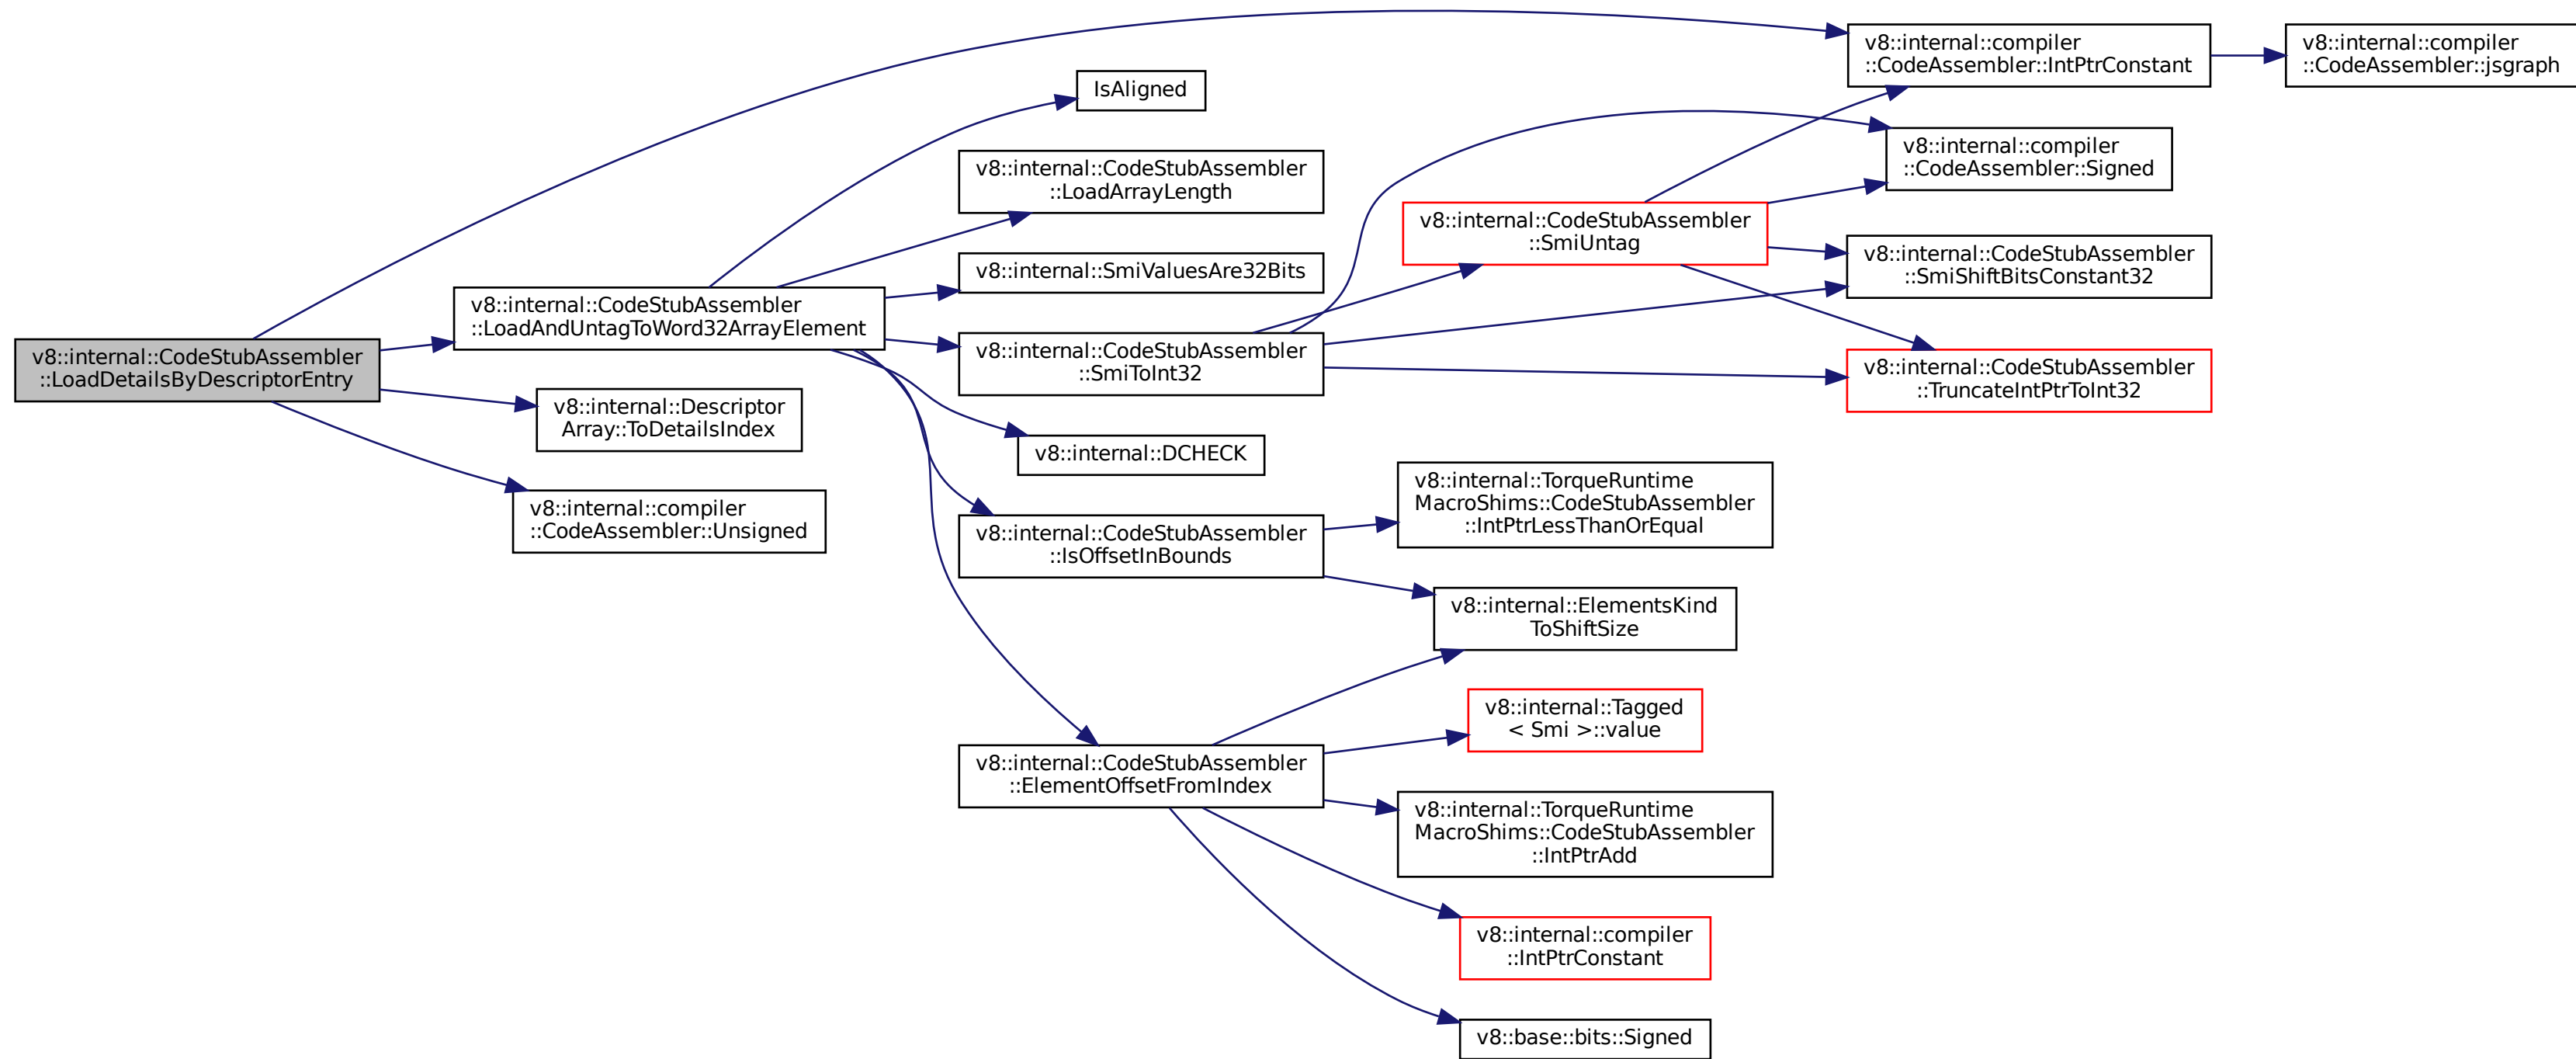 v8::internal::CodeStubAssembler
::LoadDetailsByDescriptorEntry
v8::internal::CodeStubAssembler
::LoadAndUntagToWord32ArrayElement
v8::internal::Descriptor
Array::ToDetailsIndex
v8::internal::compiler
::CodeAssembler::Unsigned
IsAligned
v8::internal::CodeStubAssembler
::LoadArrayLength
v8::internal::SmiValuesAre32Bits
v8::internal::CodeStubAssembler
::SmiToInt32
v8::internal::DCHECK
v8::internal::CodeStubAssembler
::IsOffsetInBounds
v8::internal::CodeStubAssembler
::ElementOffsetFromIndex
v8::internal::CodeStubAssembler
::SmiUntag
v8::internal::TorqueRuntime
MacroShims::CodeStubAssembler
::IntPtrLessThanOrEqual
v8::internal::ElementsKind
ToShiftSize
v8::internal::Tagged
< Smi >::value
v8::internal::TorqueRuntime
MacroShims::CodeStubAssembler
::IntPtrAdd
v8::internal::compiler
::IntPtrConstant
v8::base::bits::Signed
v8::internal::compiler
::CodeAssembler::IntPtrConstant
v8::internal::compiler
::CodeAssembler::Signed
v8::internal::CodeStubAssembler
::SmiShiftBitsConstant32
v8::internal::CodeStubAssembler
::TruncateIntPtrToInt32
v8::internal::compiler
::CodeAssembler::jsgraph